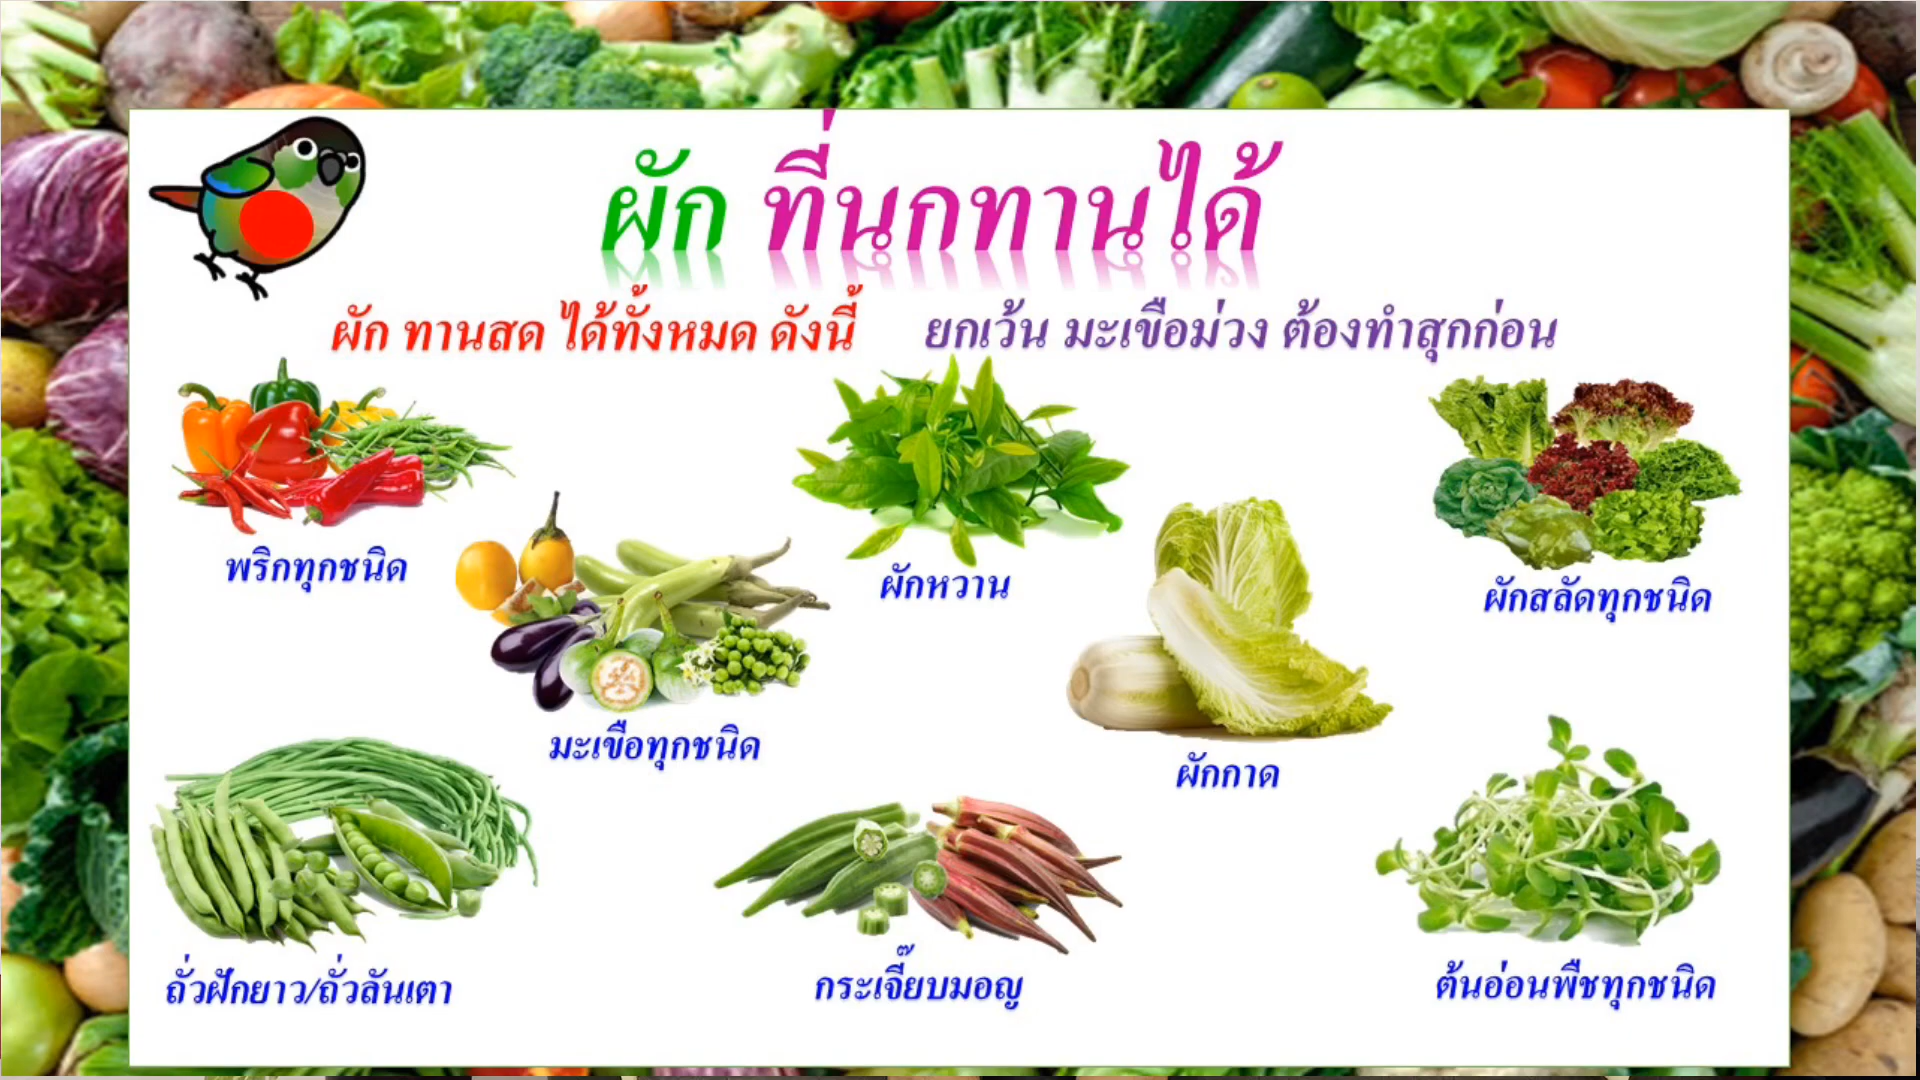 ผัก ที่นกทานได้
ผัก ทานสด ได้ทั้งหมด ดังนี้ ยกเว้น มะเขือม่วง ต้องทำสุกก่อน
พริกทุกชนิด
ผักหวาน
ผักสลัดทุกชนิด
มะเขือทุกชนิด
ผักกาด
ถั่วฝักยาว/ถั่วลันเตา
กระเจี๊ยบมอญ
ต้นอ่อนพืชทุกชนิด